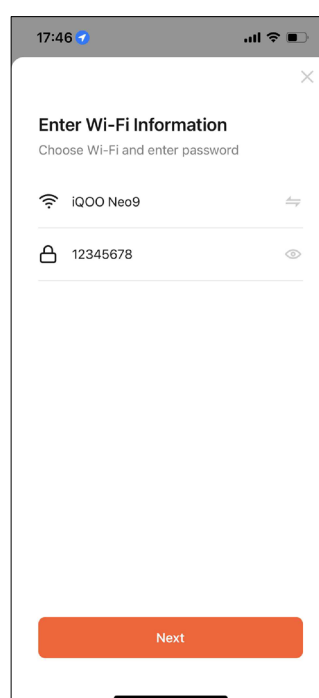 17:46
Enter Wi-Fi Information
Choose Wi-Fi and enter password
iQOO Neo9
12345678
Next